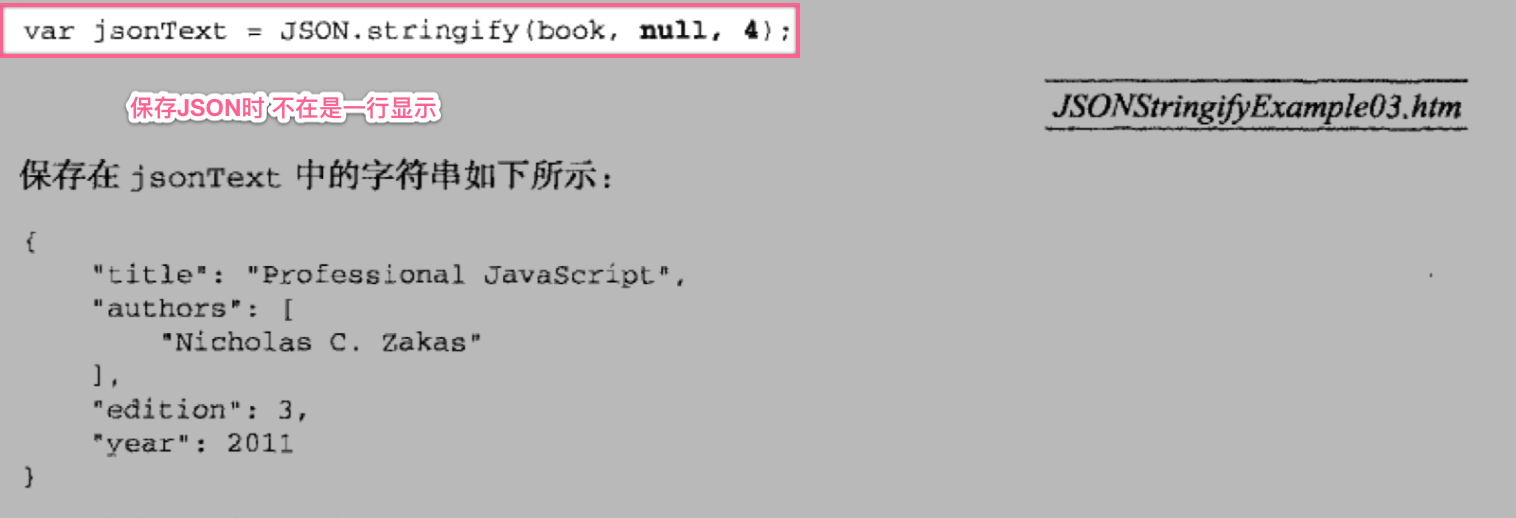 var jsonText = JSON.stringify(book, null, 4);
保存JSON时 不在是一行显示
JSONStringifyExample03.htm
保存在 jsonText 中的字符串如下所示：
{
    "title": "Professional JavaScript",
    "authors": [
        "Nicholas C. Zakas"
    ],
    "edition": 3,
    "year": 2011
}